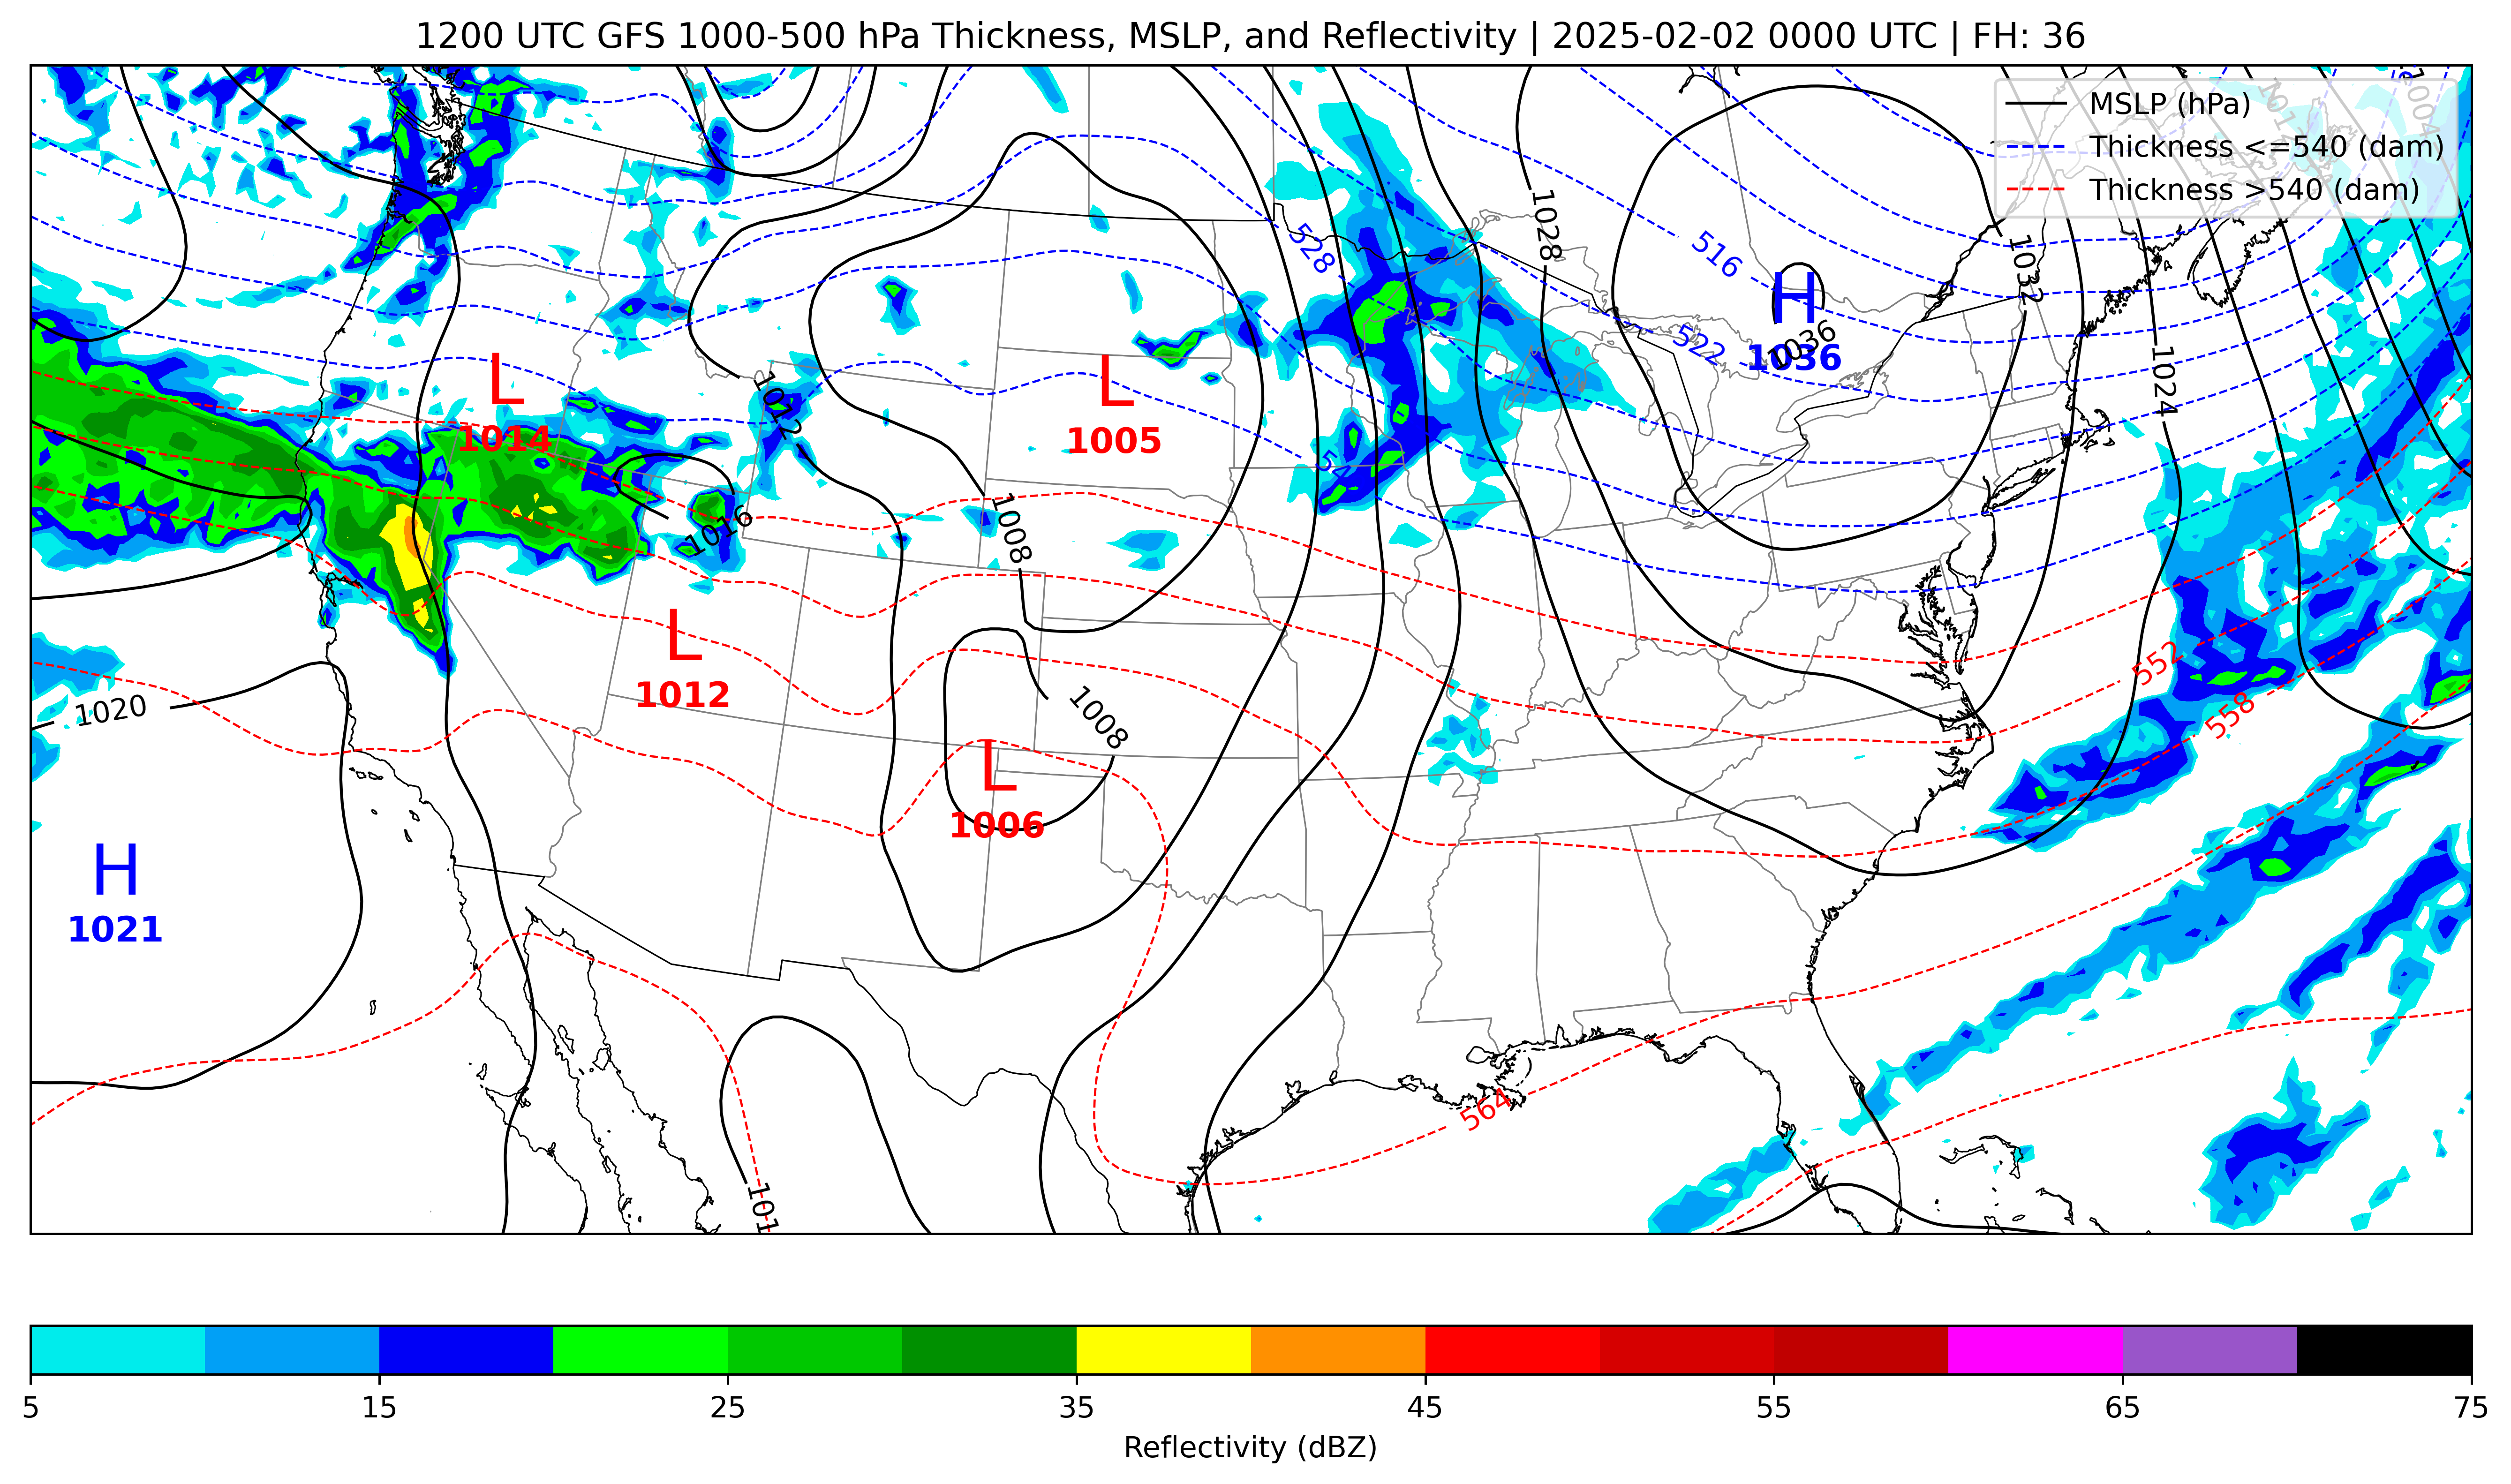 1200 UTC GFS 1000-500 hPa Thickness, MSLP, and Reflectivity | 2025-02-02 0000 UTC | FH: 36
MSLP (hPa)
Thickness <=540 (dam)
Thickness >540 (dam)
1004
1028
528
516
1032
H
1036
1036
522
L
1014
1012
L
1005
1024
1016
1008
L
1012
552
558
1020
1008
L
1006
H
1021
564
101
5
15
25
35
45
55
65
75
Reflectivity (dBZ)